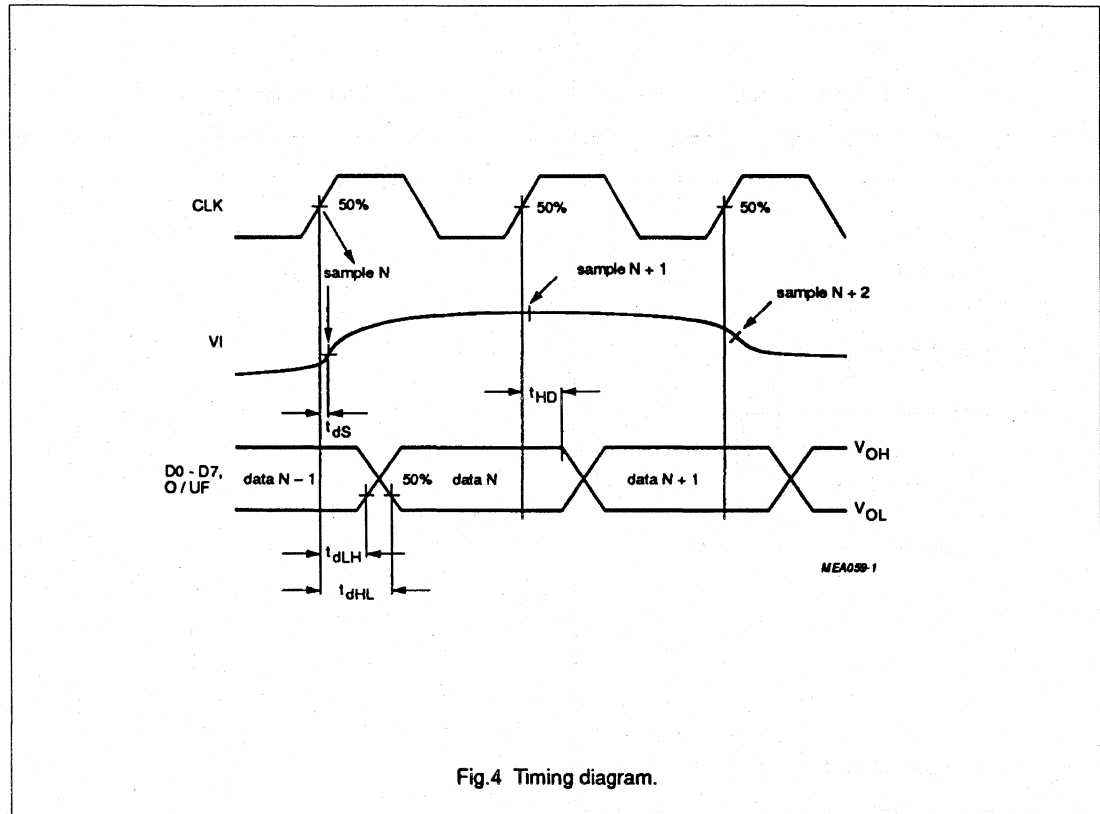 CLK
50%
50%
50%
sample N
sample N + 1
sample N + 2
VI
tHD
tdS
VOH
D0 - D7,
O / UF
data N – 1
50%
data N
data N + 1
VOL
tdLH
tdHL
MEA059-1
Fig.4 Timing diagram.